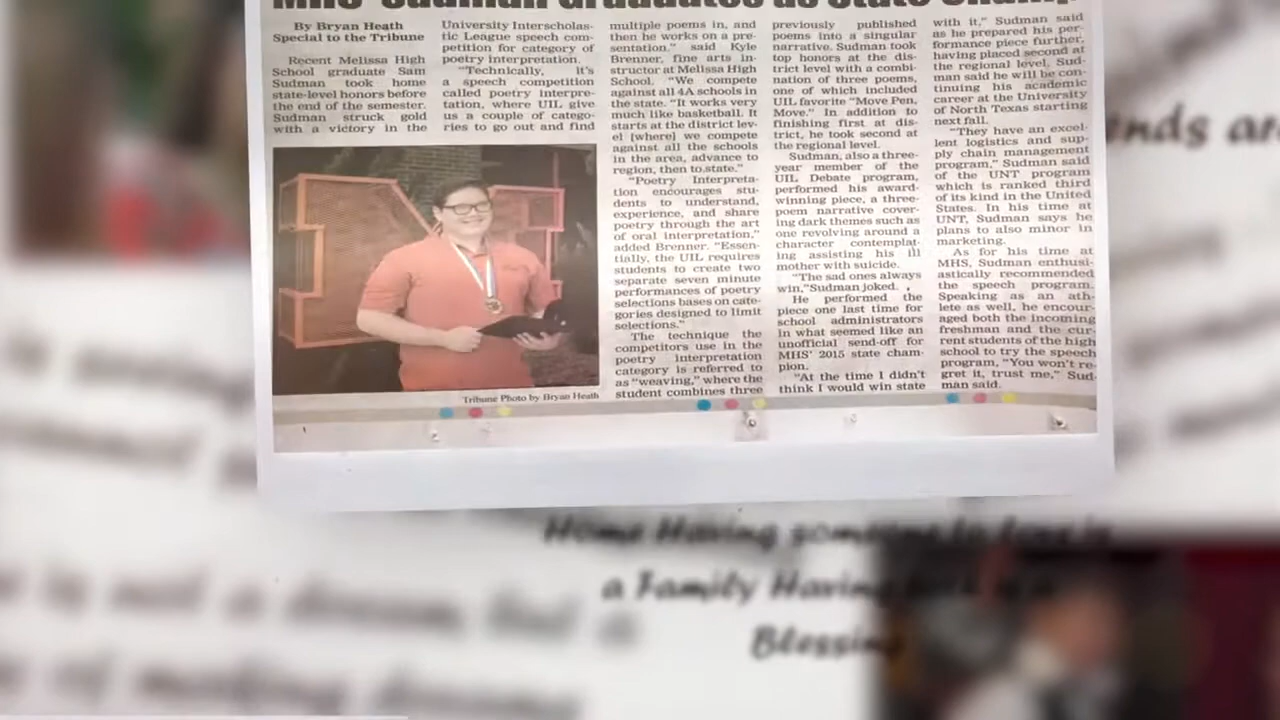 By Bryan Heath
Special to the Tribune
Recent Melissa High
School graduate Sam
Sudman took home
state-level honors before
the end of the semester.
Sudman struck gold
with a victory in the
University Interscholas-
tic League speech com-
petition for category of
poetry interpretation.
"Technically, it's
a speech competition
called poetry interpre-
tation, where UIL give
us a couple of catego-
ries to go out and find
multiple poems in, and
then he works on a pre-
sentation." said Kyle
Brenner, fine arts in-
structor at Melissa High
School. "We compete
against all 4A schools in
the state. "It works very
much like basketball. It
starts at the district lev-
el [where] we compete
against all the schools
in the area, advance to
region, then to state."
"Poetry Interpreta-
tion encourages stu-
dents to understand,
experience, and share
poetry through the art
of oral interpretation,"
added Brenner. "Essen-
tially, the UIL requires
students to create two
separate seven minute
performances of poetry
selections bases on cate-
gories designed to limit
selections."
The technique the
competitors use in the
poetry interpretation
category is referred to
as "weaving," where the
student combines three
previously published
poems into a singular
narrative. Sudman took
top honors at the dis-
trict level with a combi-
nation of three poems,
one of which included
UIL favorite "Move Pen,
Move." In addition to
finishing first at dis-
trict, he took second at
the regional level.
Sudman, also a three-
year member of the
UIL Debate program,
performed his award-
winning piece, a three-
poem narrative cover-
ing dark themes such as
one revolving around a
character contemplat-
ing assisting his ill
mother with suicide.
"The sad ones always
win,"Sudman joked.
He performed the
piece one last time for
school administrators
in what seemed like an
unofficial send-off for
MHS' 2015 state cham-
pion.
"At the time I didn't
think I would win state
with it," Sudman said
as he prepared his per-
formance piece further,
having placed second at
the regional level. Sud-
man said he will be con-
tinuing his academic
career at the University
of North Texas starting
next fall.
"They have an excel-
lent logistics and sup-
ply chain management
program," Sudman said
of the UNT program
which is ranked third
of its kind in the United
States. In his time at
UNT, Sudman says he
plans to also minor in
marketing.
As for his time at
MHS, Sudman enthusi-
astically recommended
the speech program.
Speaking as an ath-
lete as well, he encour-
aged both the incoming
freshman and the cur-
rent students of the high
school to try the speech
program, "You won't re-
gret it, trust me," Sud-
man said.
Tribune Photo by Bryan Heath
Home Having someone to love is
a Family Having
Blessing